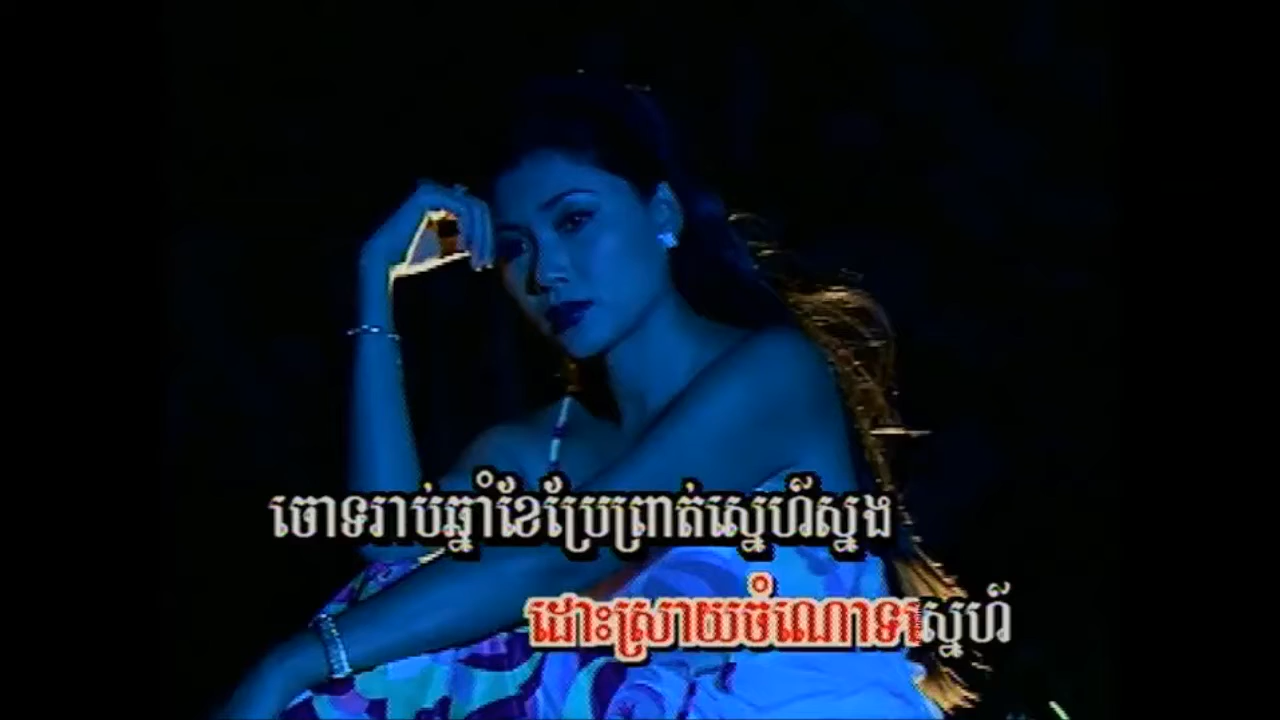 ចោទរាប់ឆ្នាំខែប្រែព្រាត់ស្នេហ៍ស្នង
ដោះស្រាយចំណោទស្នេហ៍